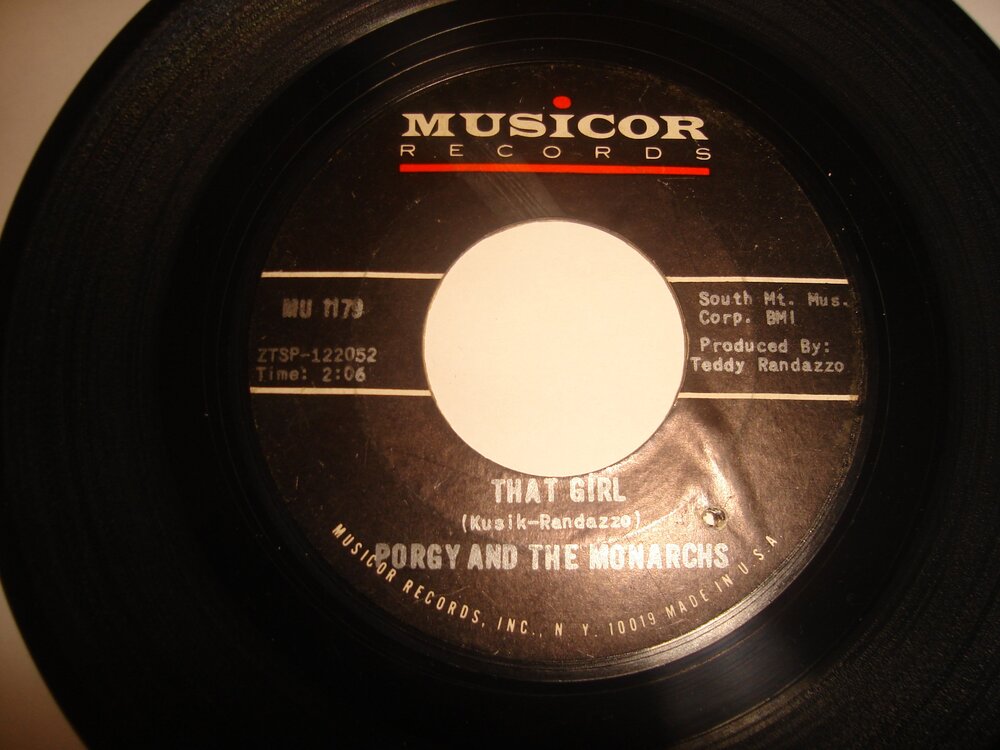 MUSICOR
RECORDS
MU 1179
ZTSP-122052
Time: 2:06
South Mt. Mus.
Corp. BMI
Produced By:
Teddy Randazzo
THAT GIRL
(Kusik-Randazzo)
PORGY AND THE MONARCHS
MUSICOR RECORDS, INC., N. Y. 10019 MADE IN U.S.A